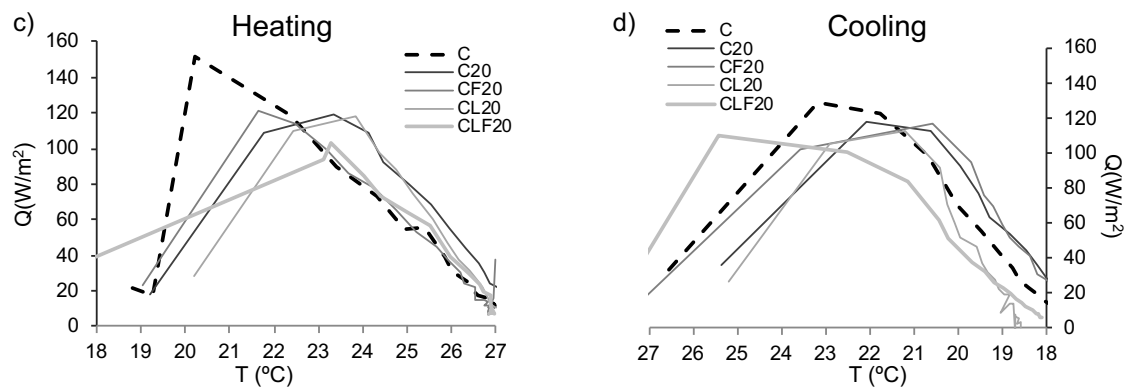 c) Heating
Q(W/m²)
160
140
120
100
80
60
40
20
0
18 19 20 21 22 23 24 25 26 27
T (ºC)
C
C20
CF20
CL20
CLF20
d) Cooling
C
C20
CF20
CL20
CLF20
160
140
120
100
80
60
40
20
0
Q(W/m²)
27 26 25 24 23 22 21 20 19 18
T (ºC)